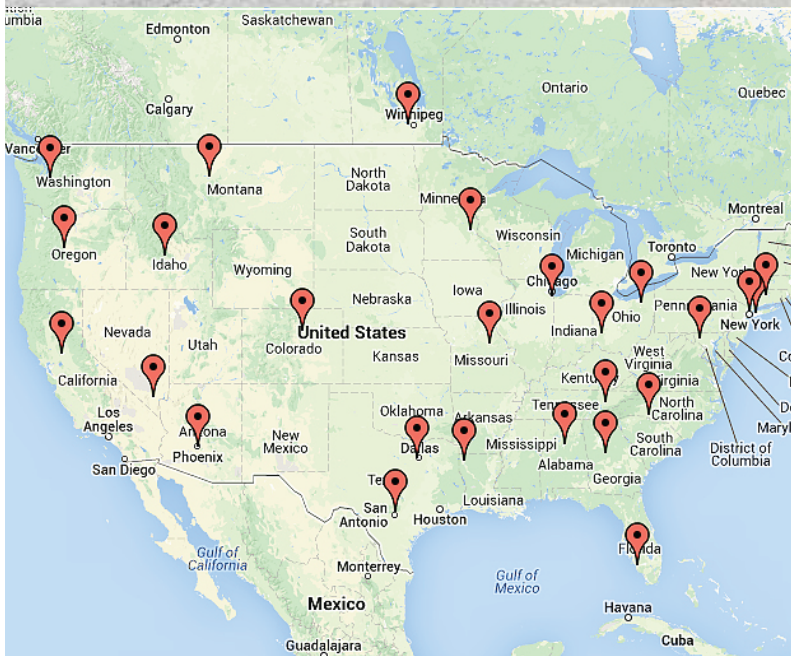 Edmonton
Saskatchewan
Calgary
Winnipeg
Ontario
Quebec
Washington
Montana
North
Dakota
Montreal
Oregon
Idaho
South
Dakota
Wisconsin
Michigan
Toronto
Wyoming
Chicago
New York
Nebraska
Iowa
Illinois
Nevada
Utah
Colorado
United States
Kansas
Missouri
Indiana
Ohio
New York
California
West
Virginia
Virginia
Los
Angeles
Arizona
Phoenix
New
Mexico
Oklahoma
Dallas
Arkansas
Mississippi
Tennessee
North
Carolina
San Diego
Alabama
South
Carolina
Georgia
District of
Columbia
San
Antonio
Houston
Louisiana
Gulf of
California
Monterrey
Gulf of
Mexico
Florida
Mexico
Havana
Cuba
Guadalajara